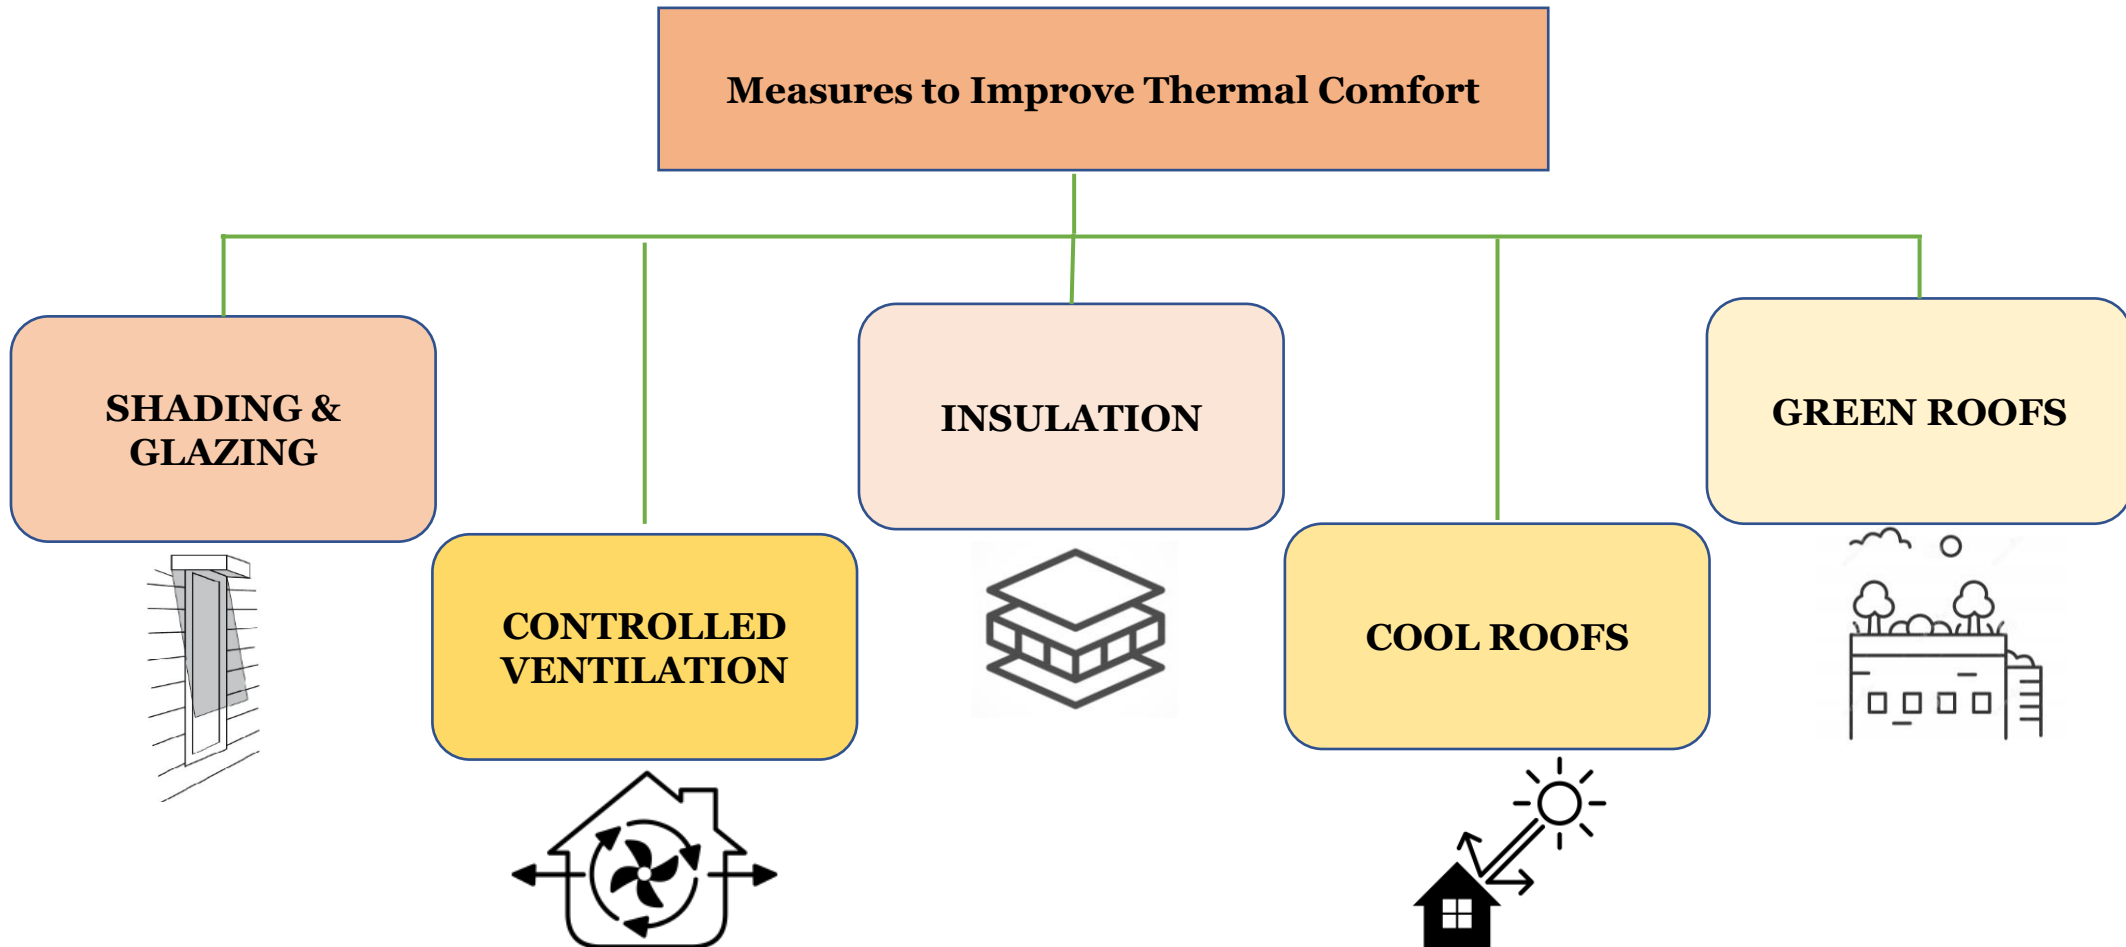 Measures to Improve Thermal Comfort
SHADING &
GLAZING
CONTROLLED
VENTILATION
INSULATION
COOL ROOFS
GREEN ROOFS